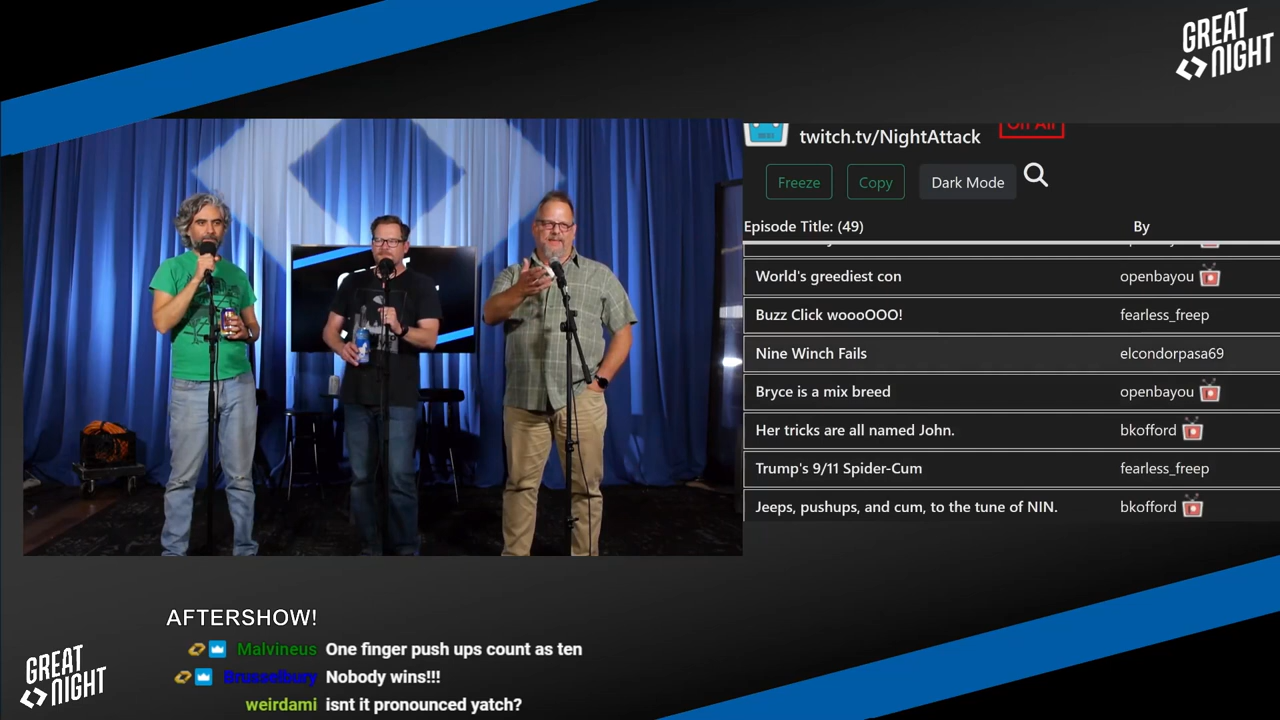 GREAT
NIGHT
twitch.tv/NightAttack
On Air
Freeze
Copy
Dark Mode
Episode Title: (49)
By
World's greediest con
openbayou
Buzz Click woooOOO!
fearless_freep
Nine Winch Fails
elcondorpasa69
Bryce is a mix breed
openbayou
Her tricks are all named John.
bkofford
Trump's 9/11 Spider-Cum
fearless_freep
Jeeps, pushups, and cum, to the tune of NIN.
bkofford
AFTERSHOW!
Malvineus One finger push ups count as ten
Brusselbury Nobody wins!!!
weirdami isnt it pronounced yatch?
GREAT
NIGHT